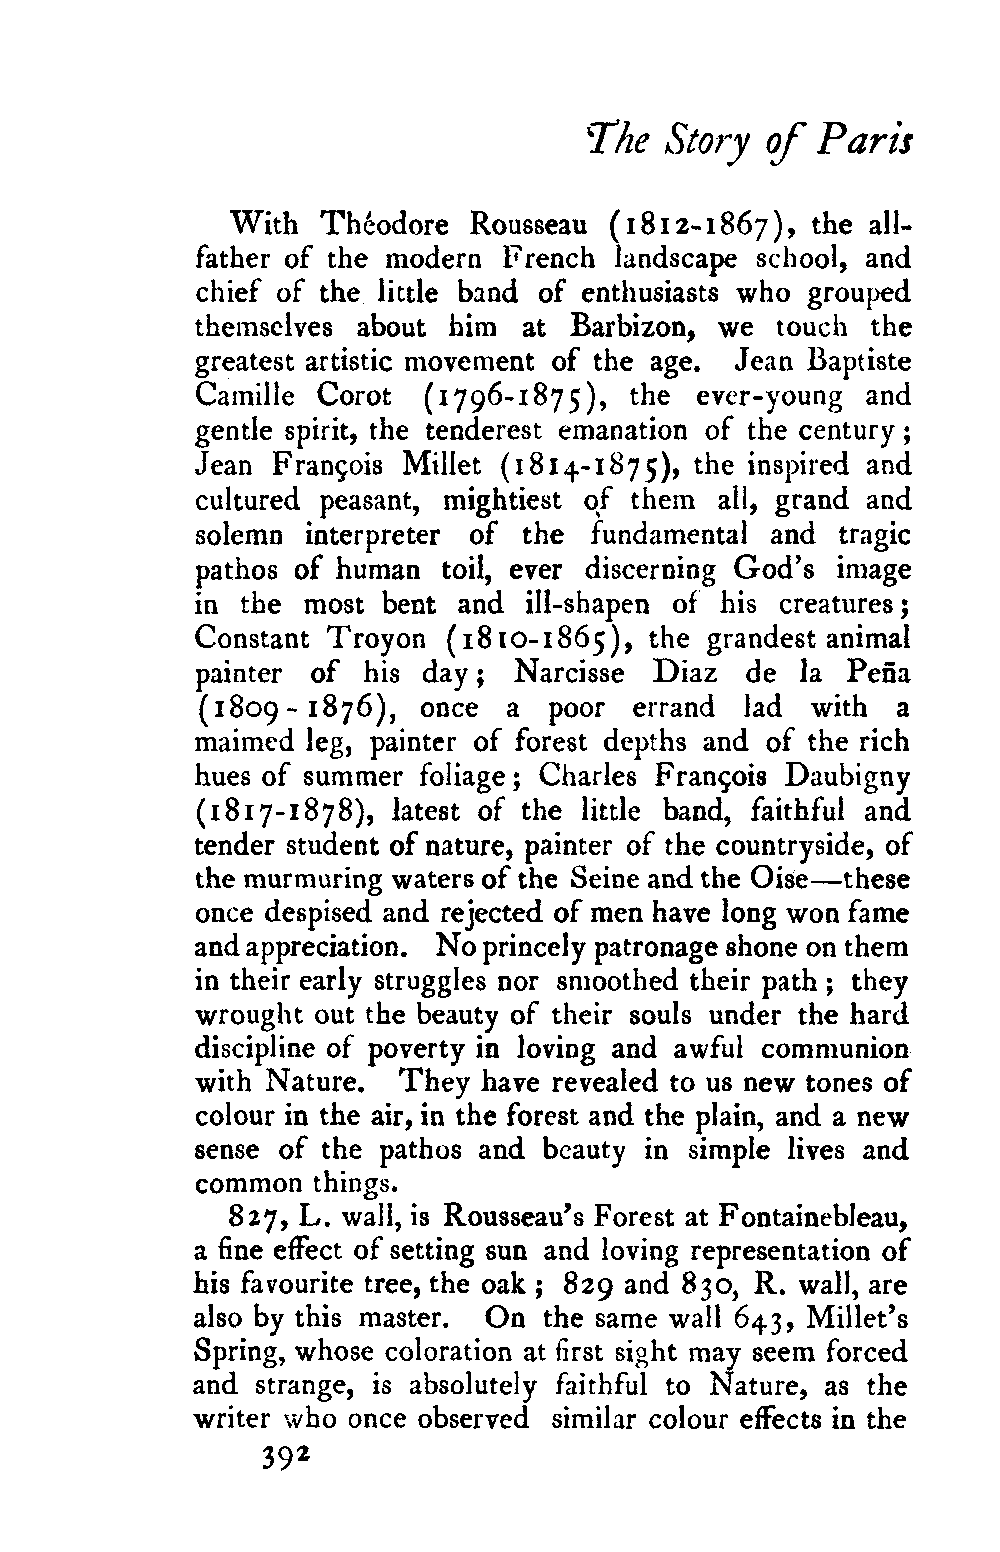 The Story of Paris
With Théodore Rousseau (1812-1867), the all-
father of the modern French landscape school, and
chief of the little band of enthusiasts who grouped
themselves about him at Barbizon, we touch the
greatest artistic movement of the age. Jean Baptiste
Camille Corot (1796-1875), the ever-young and
gentle spirit, the tenderest emanation of the century;
Jean François Millet (1814-1875), the inspired and
cultured peasant, mightiest of them all, grand and
solemn interpreter of the fundamental and tragic
pathos of human toil, ever discerning God's image
in the most bent and ill-shapen of his creatures;
Constant Troyon (1810-1865), the grandest animal
painter of his day; Narcisse Diaz de la Peña
(1809-1876), once a poor errand lad with a
maimed leg, painter of forest depths and of the rich
hues of summer foliage; Charles François Daubigny
(1817-1878), latest of the little band, faithful and
tender student of nature, painter of the countryside, of
the murmuring waters of the Seine and the Oise—these
once despised and rejected of men have long won fame
and appreciation. No princely patronage shone on them
in their early struggles nor smoothed their path; they
wrought out the beauty of their souls under the hard
discipline of poverty in loving and awful communion
with Nature. They have revealed to us new tones of
colour in the air, in the forest and the plain, and a new
sense of the pathos and beauty in simple lives and
common things.
827, L. wall, is Rousseau's Forest at Fontainebleau,
a fine effect of setting sun and loving representation of
his favourite tree, the oak; 829 and 830, R. wall, are
also by this master. On the same wall 643, Millet's
Spring, whose coloration at first sight may seem forced
and strange, is absolutely faithful to Nature, as the
writer who once observed similar colour effects in the
392